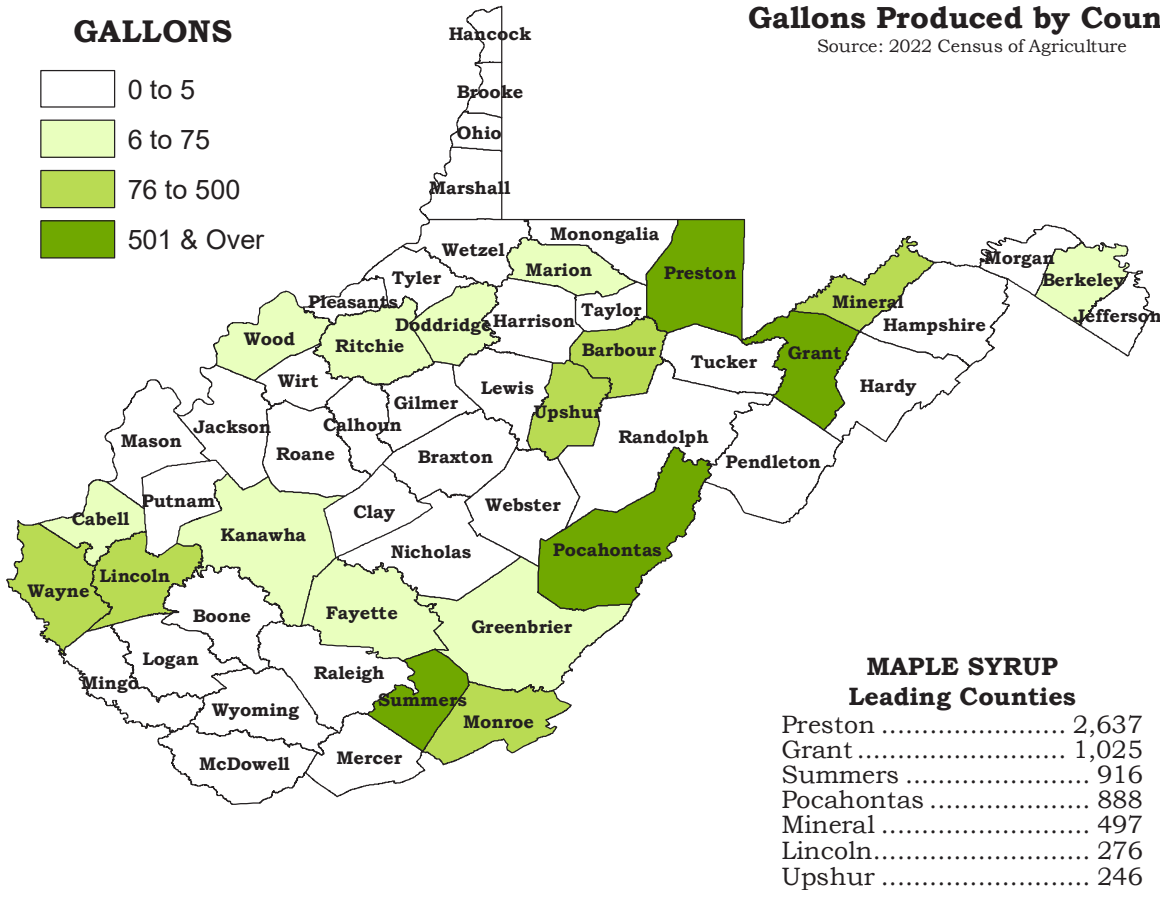 GALLONS
0 to 5
6 to 75
76 to 500
501 & Over
Gallons Produced by Coun
Source: 2022 Census of Agriculture
Hancock
Brooke
Ohio
Marshall
Wetzel
Monongalia
Marion
Preston
Tyler
Pleasants
Doddridge
Harrison
Taylor
Wood
Ritchie
Barbour
Tucker
Grant
Mineral
Hampshire
Morgan
Berkeley
Jefferson
Hardy
Wirt
Gilmer
Lewis
Upshur
Calhoun
Jackson
Mason
Roane
Braxton
Randolph
Pendleton
Putnam
Cabell
Kanawha
Clay
Webster
Nicholas
Pocahontas
Wayne
Lincoln
Boone
Fayette
Greenbrier
Logan
Mingo
Raleigh
Summers
Wyoming
Monroe
McDowell
Mercer
MAPLE SYRUP
Leading Counties
Preston ....................... 2,637
Grant .......................... 1,025
Summers ....................... 916
Pocahontas .................... 888
Mineral .......................... 497
Lincoln........................... 276
Upshur .......................... 246